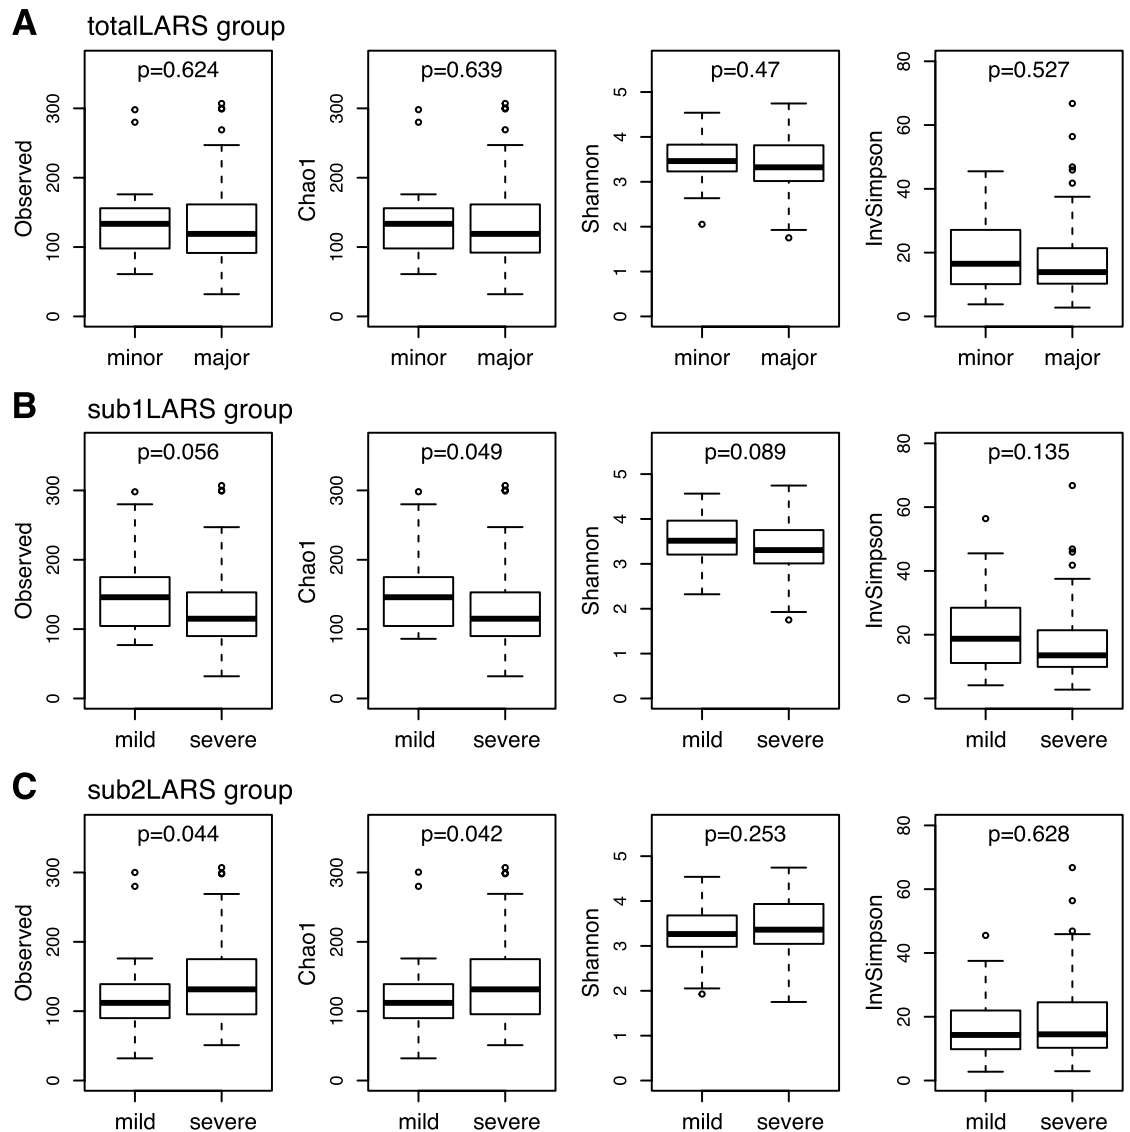 A totalLARS group
p=0.624 p=0.639 p=0.47 p=0.527
Observed 0 100 200 300
Chao1 0 100 200 300
Shannon 0 1 2 3 4 5
InvSimpson 0 20 40 60 80
minor major minor major minor major minor major
B sub1LARS group
p=0.056 p=0.049 p=0.089 p=0.135
Observed 0 100 200 300
Chao1 0 100 200 300
Shannon 0 1 2 3 4 5
InvSimpson 0 20 40 60 80
mild severe mild severe mild severe mild severe
C sub2LARS group
p=0.044 p=0.042 p=0.253 p=0.628
Observed 0 100 200 300
Chao1 0 100 200 300
Shannon 0 1 2 3 4 5
InvSimpson 0 20 40 60 80
mild severe mild severe mild severe mild severe